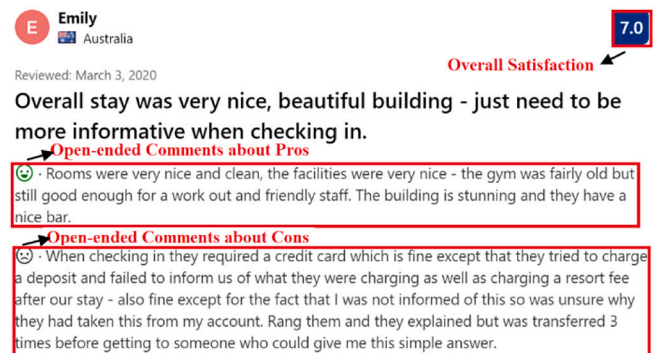 E
Emily
Australia
7.0
Overall Satisfaction
Reviewed: March 3, 2020
Overall stay was very nice, beautiful building - just need to be
more informative when checking in.
Open-ended Comments about Pros
· Rooms were very nice and clean, the facilities were very nice - the gym was fairly old but
still good enough for a work out and friendly staff. The building is stunning and they have a
nice bar.
Open-ended Comments about Cons
· When checking in they required a credit card which is fine except that they tried to charge
a deposit and failed to inform us of what they were charging as well as charging a resort fee
after our stay - also fine except for the fact that I was not informed of this so was unsure why
they had taken this from my account. Rang them and they explained but was transferred 3
times before getting to someone who could give me this simple answer.